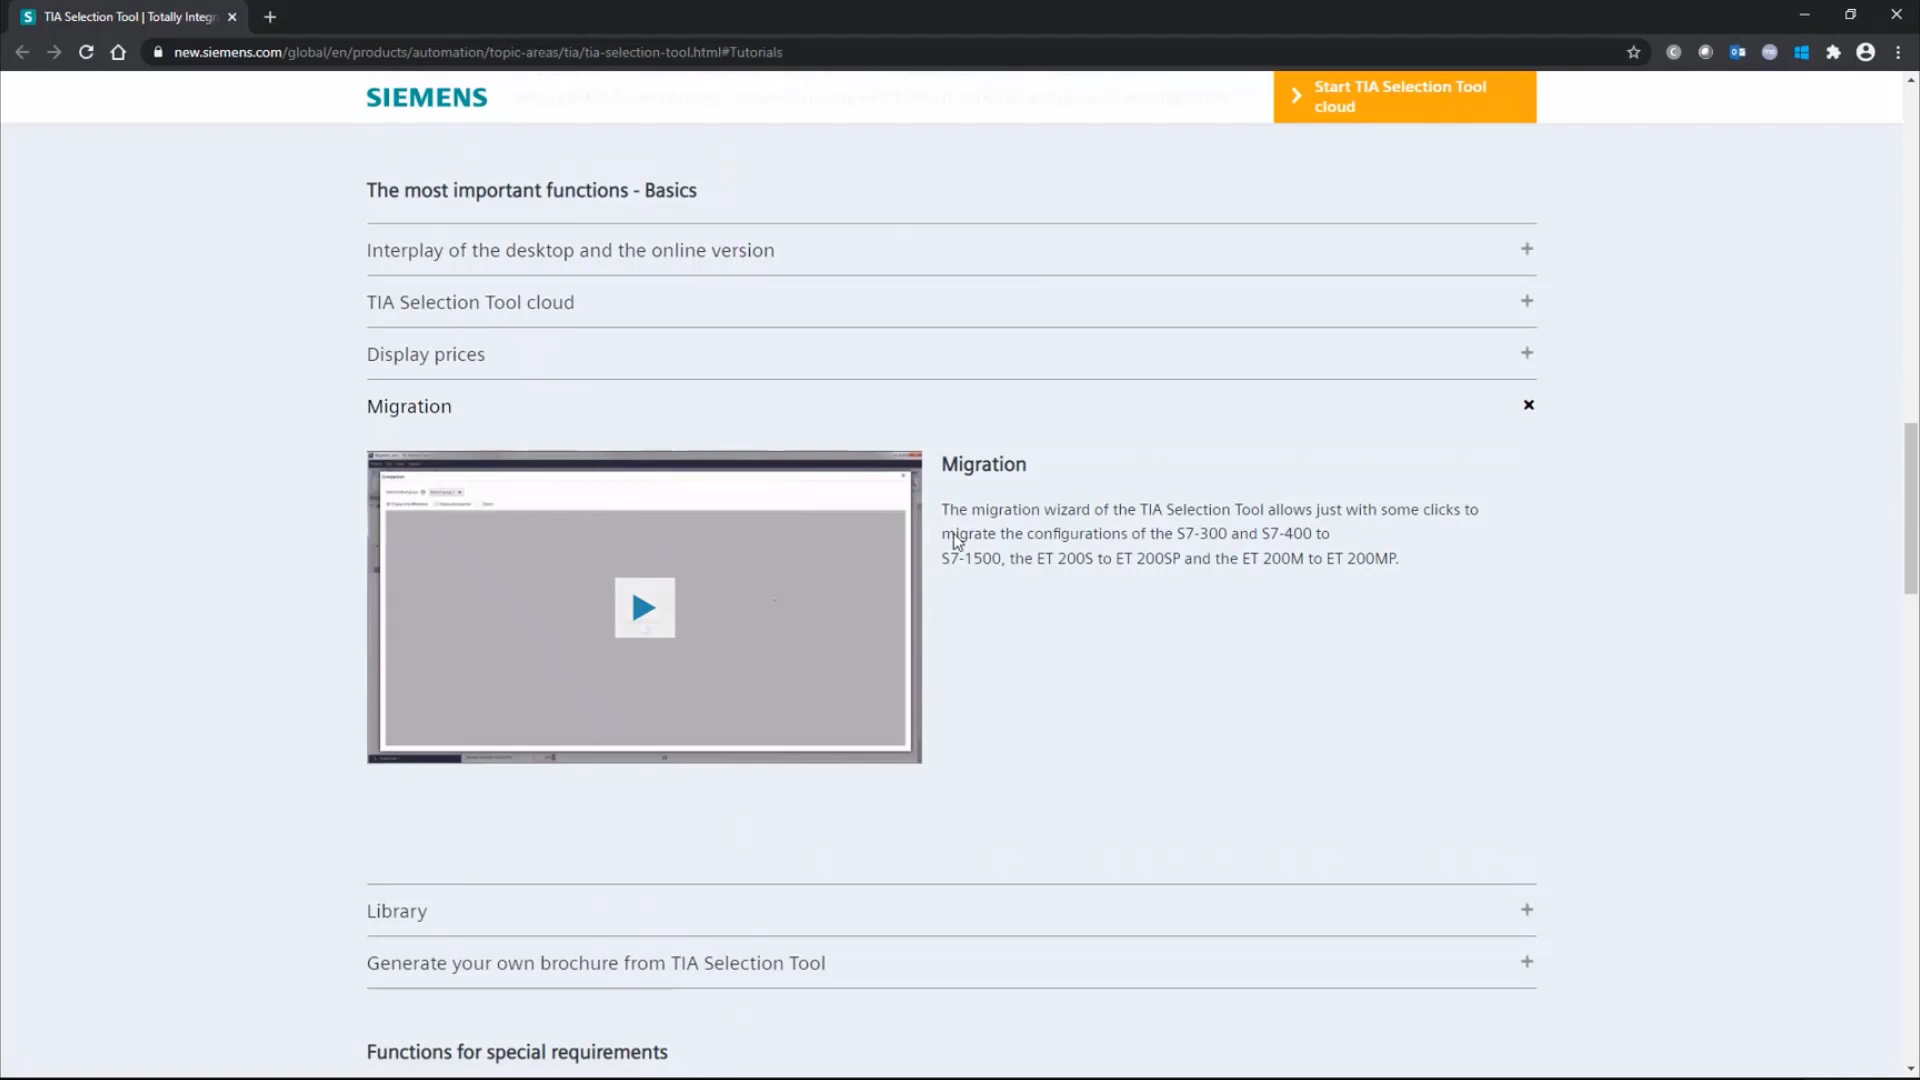 TIA Selection Tool | Totally Integr
new.siemens.com/global/en/products/automation/topic-areas/tia/tia-selection-tool.html#Tutorials
SIEMENS
Start TIA Selection Tool
cloud
The most important functions - Basics
Interplay of the desktop and the online version
TIA Selection Tool cloud
Display prices
Migration
Migration
The migration wizard of the TIA Selection Tool allows just with some clicks to
migrate the configurations of the S7-300 and S7-400 to
S7-1500, the ET 200S to ET 200SP and the ET 200M to ET 200MP.
Library
Generate your own brochure from TIA Selection Tool
Functions for special requirements